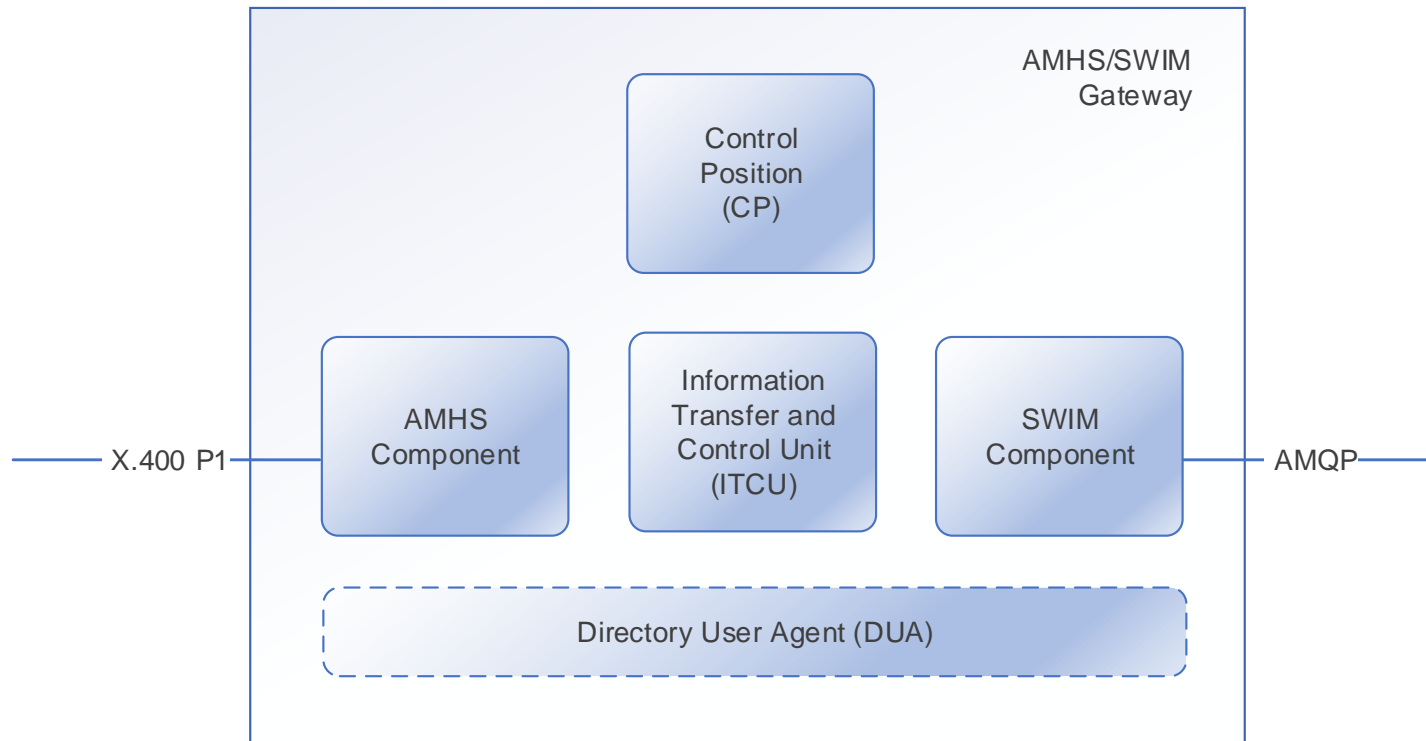 AMHS/SWIM
Gateway
Control
Position
(CP)
AMHS
Component
Information
Transfer and
Control Unit
(ITCU)
SWIM
Component
X.400 P1
AMQP
Directory User Agent (DUA)